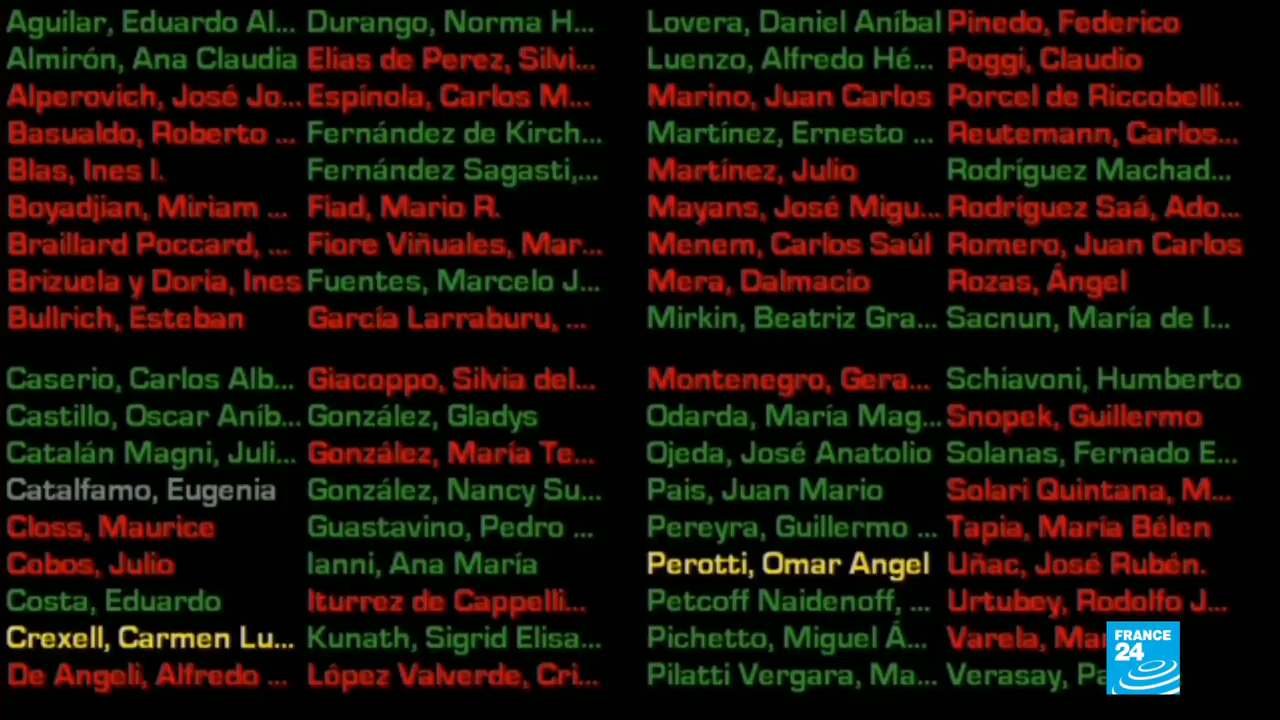 Aguilar, Eduardo Al... Durango, Norma H... Lovera, Daniel Aníbal Pinedo, Federico
Almirón, Ana Claudia Elias de Perez, Silvi... Luenzo, Alfredo Hé... Poggi, Claudio
Alperovich, José Jo... Espínola, Carlos M... Marino, Juan Carlos Porcel de Riccobelli...
Basualdo, Roberto ... Fernández de Kirch... Martínez, Ernesto ... Reutemann, Carlos...
Blas, Ines I. Fernández Sagasti,... Martínez, Julio Rodríguez Machad...
Boyadjian, Miriam ... Fiad, Mario R. Mayans, José Migu... Rodríguez Saá, Ado...
Braillard Poccard, ... Fiore Viñuales, Mar... Menem, Carlos Saúl Romero, Juan Carlos
Brizuela y Doria, Ines Fuentes, Marcelo J... Mera, Dalmacio Rozas, Ángel
Bullrich, Esteban García Larraburu, ... Mirkin, Beatriz Gra... Sacnun, María de l...
Caserio, Carlos Alb... Giacoppo, Silvia del... Montenegro, Gera... Schiavoni, Humberto
Castillo, Oscar Aníb... González, Gladys Odarda, María Mag... Snopek, Guillermo
Catalán Magni, Juli... González, María Te... Ojeda, José Anatolio Solanas, Fernado E...
Catalfamo, Eugenia González, Nancy Su... Pais, Juan Mario Solari Quintana, M...
Closs, Maurice Guastavino, Pedro ... Pereyra, Guillermo ... Tapia, María Bélen
Cobos, Julio Ianni, Ana María Perotti, Omar Angel Uñac, José Rubén.
Costa, Eduardo Iturrez de Cappelli... Petcoff Naidenoff, ... Urtubey, Rodolfo J...
Crexell, Carmen Lu... Kunath, Sigrid Elisa... Pichetto, Miguel Á... Varela, Mar
De Angeli, Alfredo ... López Valverde, Cri... Pilatti Vergara, Ma... Verasay, Pa
FRANCE
24